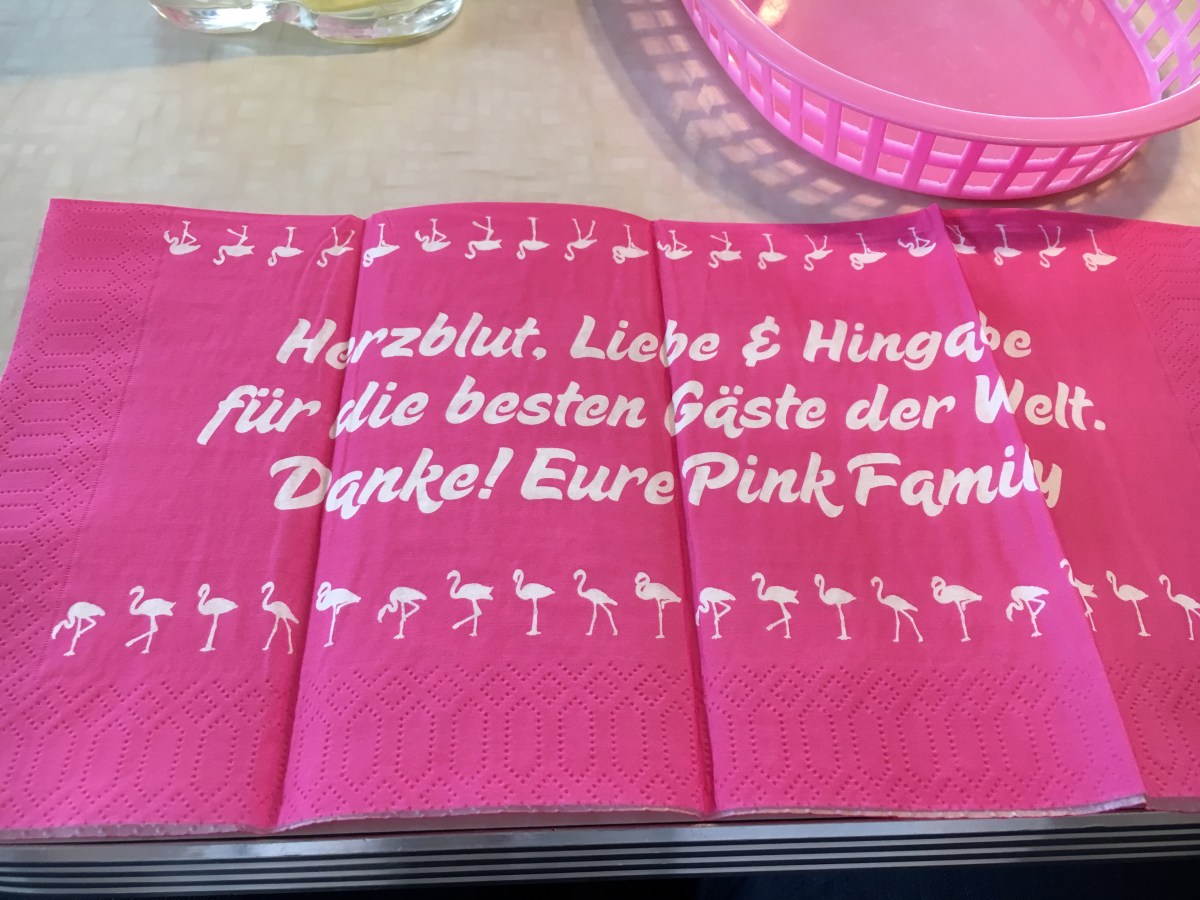 Herzblut, Liebe & Hingabe
für die besten Gäste der Welt.
Danke! Eure Pink Family